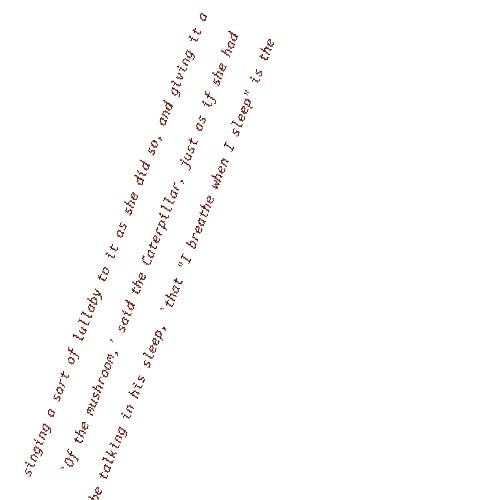 singing a sort of lullaby to it as she did so, and giving it a
`Of the mushroom,' said the Caterpillar, just as if she had
be talking in his sleep, `that "I breathe when I sleep" is the